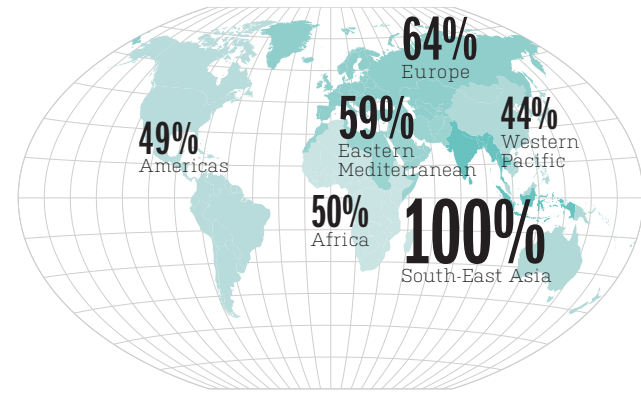 64%
Europe
49%
Americas
59%
Eastern
Mediterranean
44%
Western
Pacific
50%
Africa
100%
South-East Asia